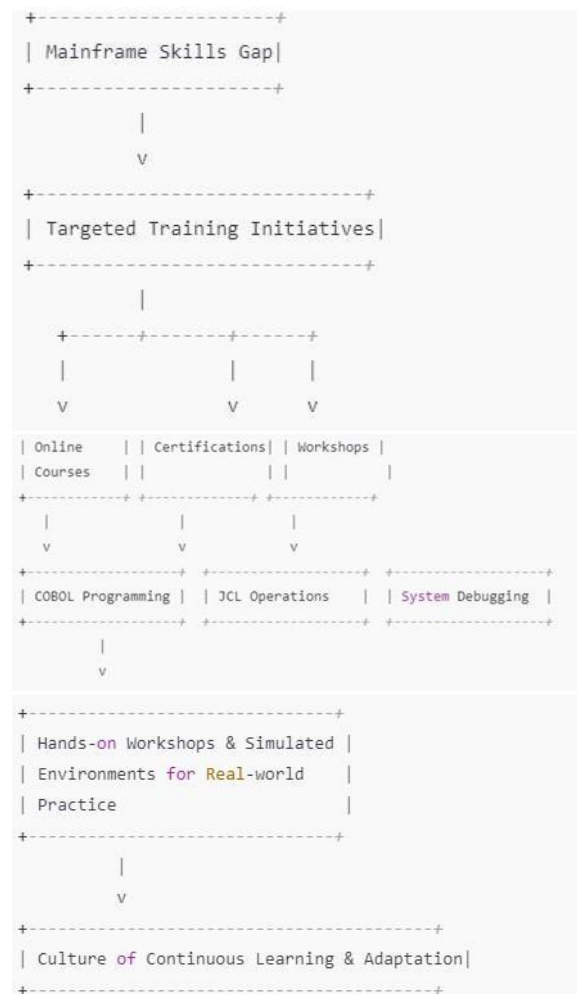 +----------------------+
| Mainframe Skills Gap|
+----------------------+
|
v
+------------------------------+
| Targeted Training Initiatives|
+------------------------------+
|
+------+-------+------+
| | |
v v v
| Online | | Certifications| | Workshops |
| Courses | | | | |
+-----------+ +------------+ +------------+
| | |
v v v
+------------------+ +------------------+ +------------------+
| COBOL Programming | | JCL Operations | | System Debugging |
+------------------+ +------------------+ +------------------+
|
v
+-------------------------------+
| Hands-on Workshops & Simulated |
| Environments for Real-world |
| Practice |
+-------------------------------+
|
v
+-----------------------------------------+
| Culture of Continuous Learning & Adaptation|
+-----------------------------------------+